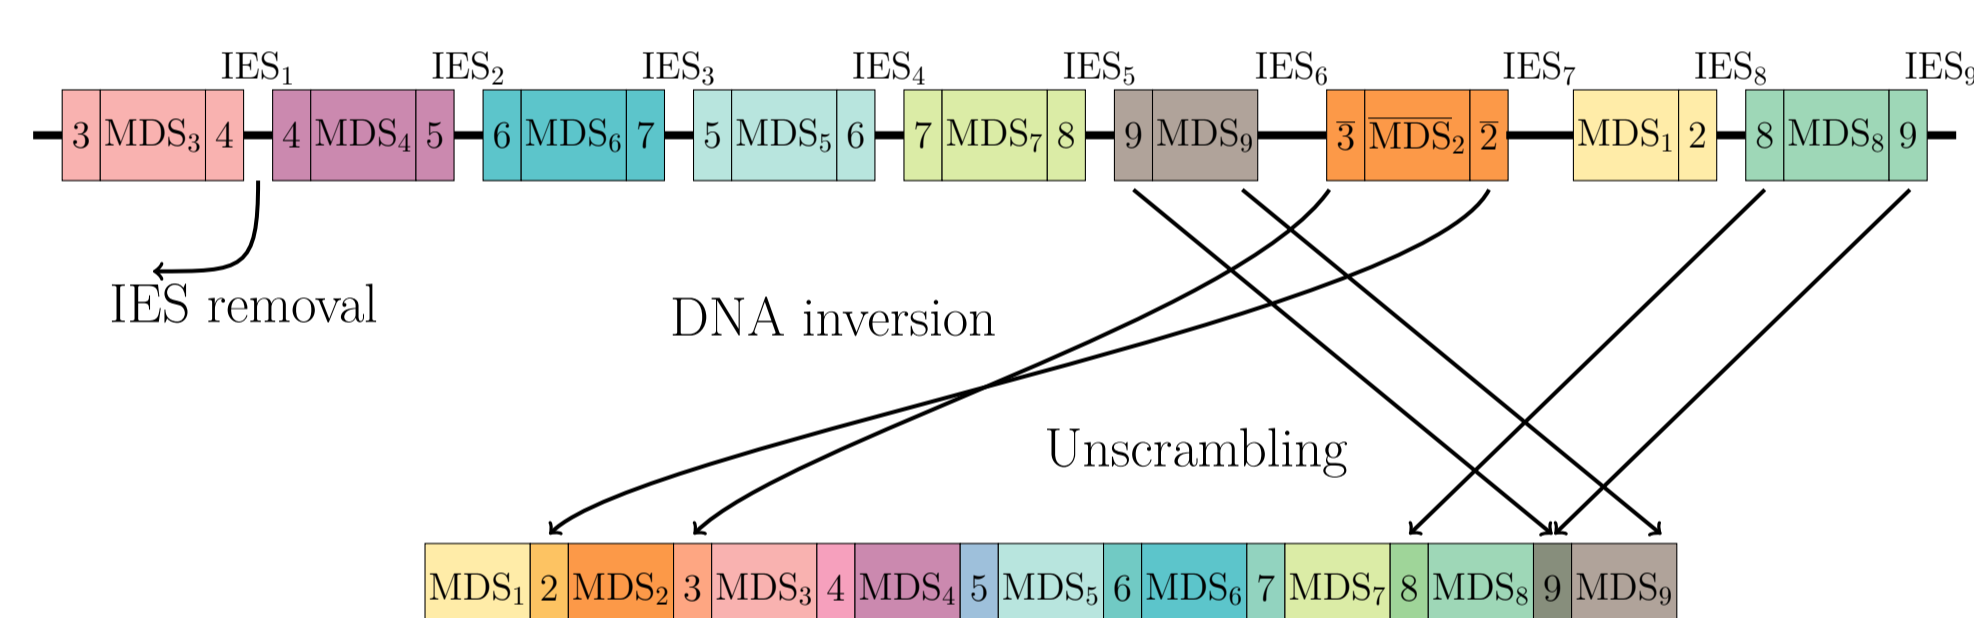 IES₁ IES₂ IES₃ IES₄ IES₅ IES₆ IES₇ IES₈ IES₉
3 MDS₃ 4 4 MDS₄ 5 6 MDS₆ 7 5 MDS₅ 6 7 MDS₇ 8 9 MDS₉ 3̅ M̅D̅S̅₂ 2̅ MDS₁ 2 8 MDS₈ 9
IES removal
DNA inversion
Unscrambling
MDS₁ 2 MDS₂ 3 MDS₃ 4 MDS₄ 5 MDS₅ 6 MDS₆ 7 MDS₇ 8 MDS₈ 9 MDS₉